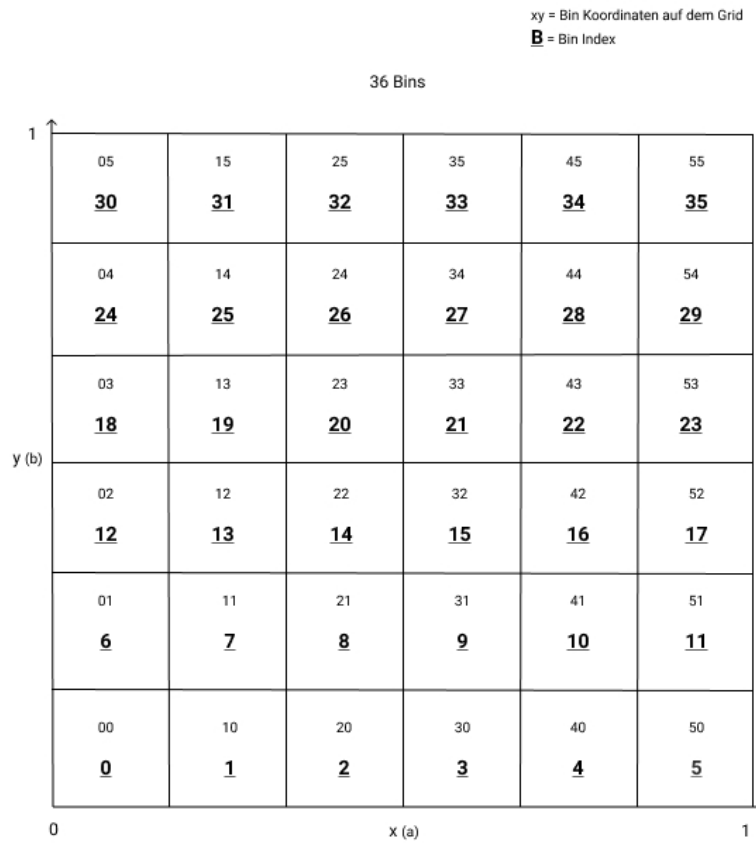 xy = Bin Koordinaten auf dem Grid
B = Bin Index
36 Bins
1
05 15 25 35 45 55
30 31 32 33 34 35
04 14 24 34 44 54
24 25 26 27 28 29
03 13 23 33 43 53
18 19 20 21 22 23
y (b)
02 12 22 32 42 52
12 13 14 15 16 17
01 11 21 31 41 51
6 7 8 9 10 11
00 10 20 30 40 50
0 1 2 3 4 5
0 x (a) 1